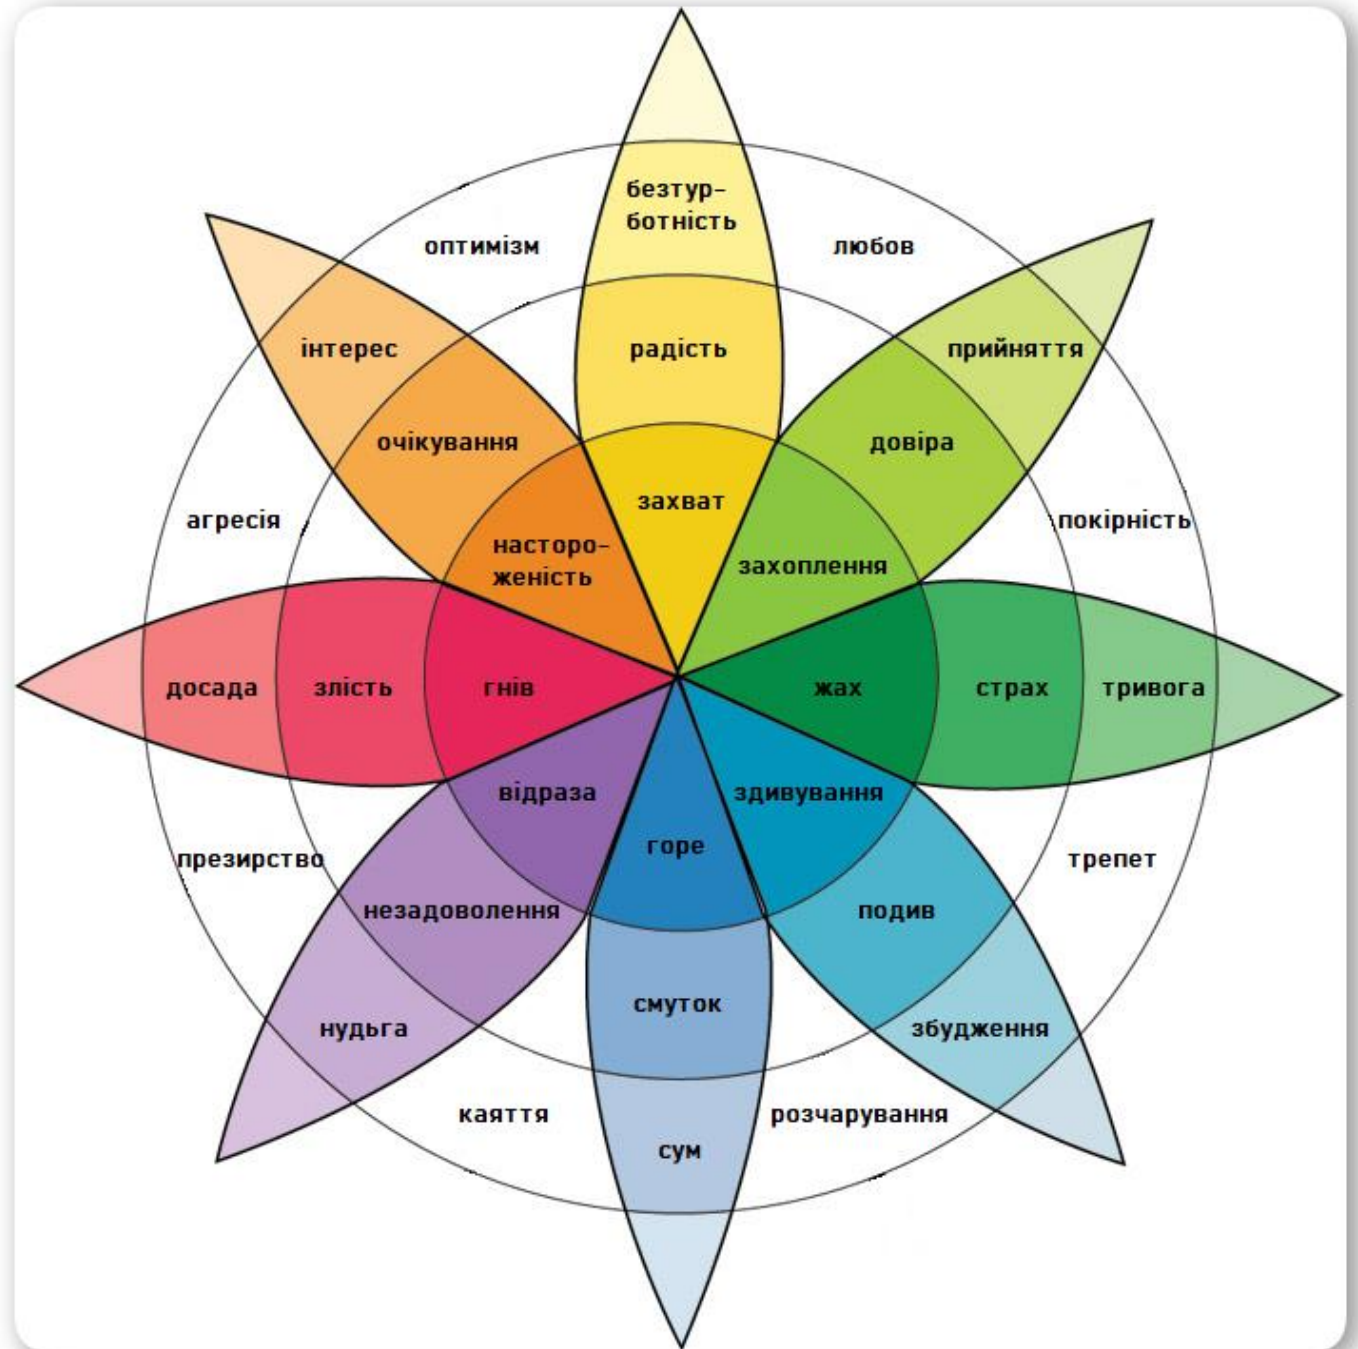 безтур-
ботність
оптимізм
любов
інтерес
радість
прийняття
очікування
довіра
захват
агресія
насторо-
женість
захоплення
покірність
досада
злість
гнів
жах
страх
тривога
відраза
здивування
горе
презирство
трепет
незадоволення
подив
смуток
нудьга
збудження
каяття
розчарування
сум